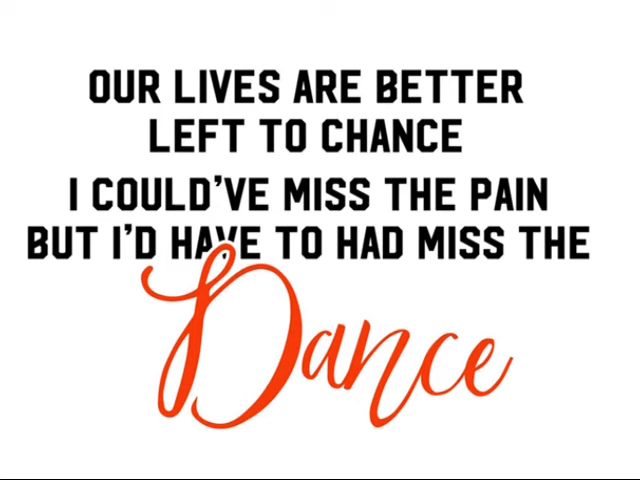 OUR LIVES ARE BETTER
LEFT TO CHANCE
I COULD'VE MISS THE PAIN
BUT I'D HAVE TO HAD MISS THE
Dance